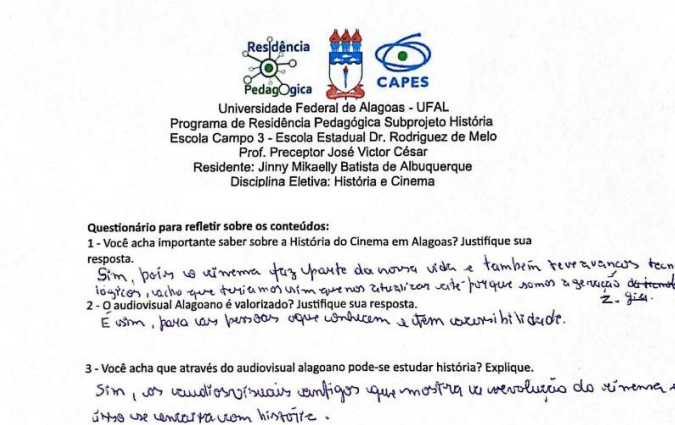 Residência
Pedagógica
CAPES
Universidade Federal de Alagoas - UFAL
Programa de Residência Pedagógica Subprojeto História
Escola Campo 3 - Escola Estadual Dr. Rodriguez de Melo
Prof. Preceptor José Victor César
Residente: Jinny Mikaelly Batista de Albuquerque
Disciplina Eletiva: História e Cinema
Questionário para refletir sobre os conteúdos:
1 - Você acha importante saber sobre a História do Cinema em Alagoas? Justifique sua
resposta.
Sim, pois o cinema faz parte da nossa vida e também teve avanços tecno
lógicos, acho que teriamos sim que nos atualizar até porque somos a geração
Z.
2 - O audiovisual Alagoano é valorizado? Justifique sua resposta.
E sim, para as pessoas que conhecem e tem acessibilidade.
3 - Você acha que através do audiovisual alagoano pode-se estudar história? Explique.
Sim, os audiosvisuais antigos que mostra a evolução do cinema e
isso se encaixa com história.